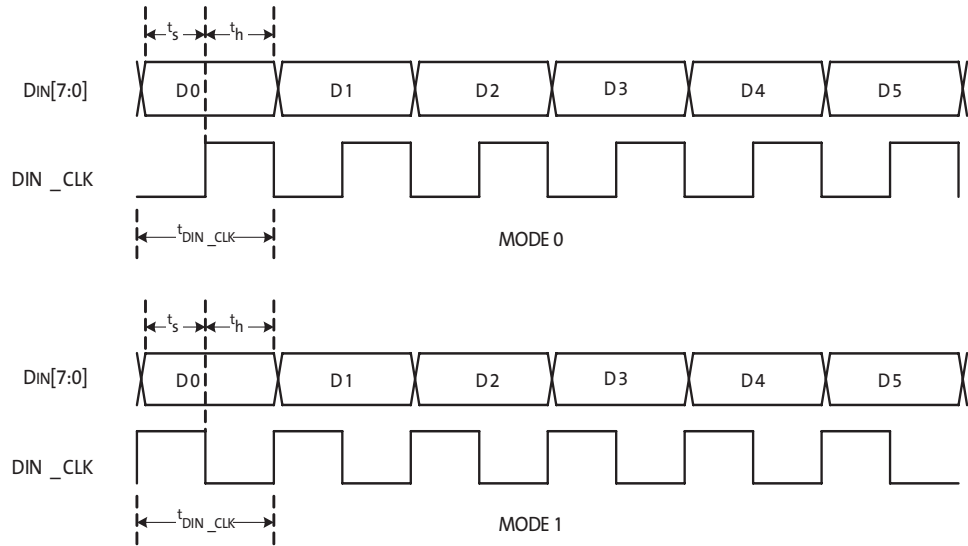 ts th
DIN[7:0] D0 D1 D2 D3 D4 D5
DIN _CLK
tDIN _CLK MODE 0
ts th
DIN[7:0] D0 D1 D2 D3 D4 D5
DIN _CLK
tDIN _CLK MODE 1